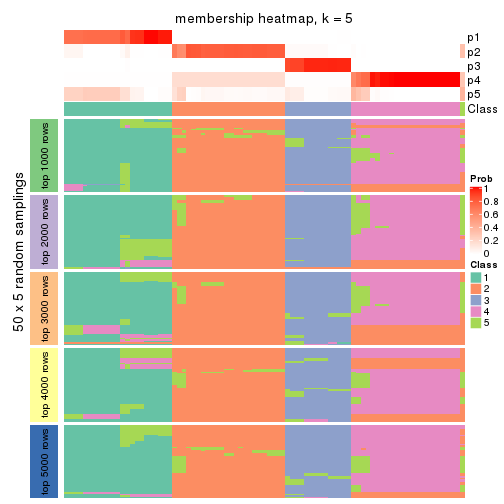 membership heatmap, k = 5
p1
p2
p3
p4
p5
Class
50 x 5 random samplings
top 1000 rows
top 2000 rows
top 3000 rows
top 4000 rows
top 5000 rows
Prob
1
0.8
0.6
0.4
0.2
0
Class
1
2
3
4
5